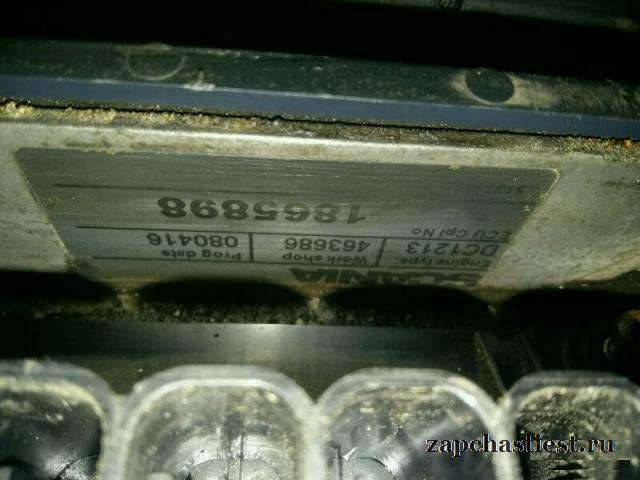 SCANIA
Engine type: Work shop Prog date
DC1213 463686 080416
ECU Cpl No
1865898
zapchastiest.ru